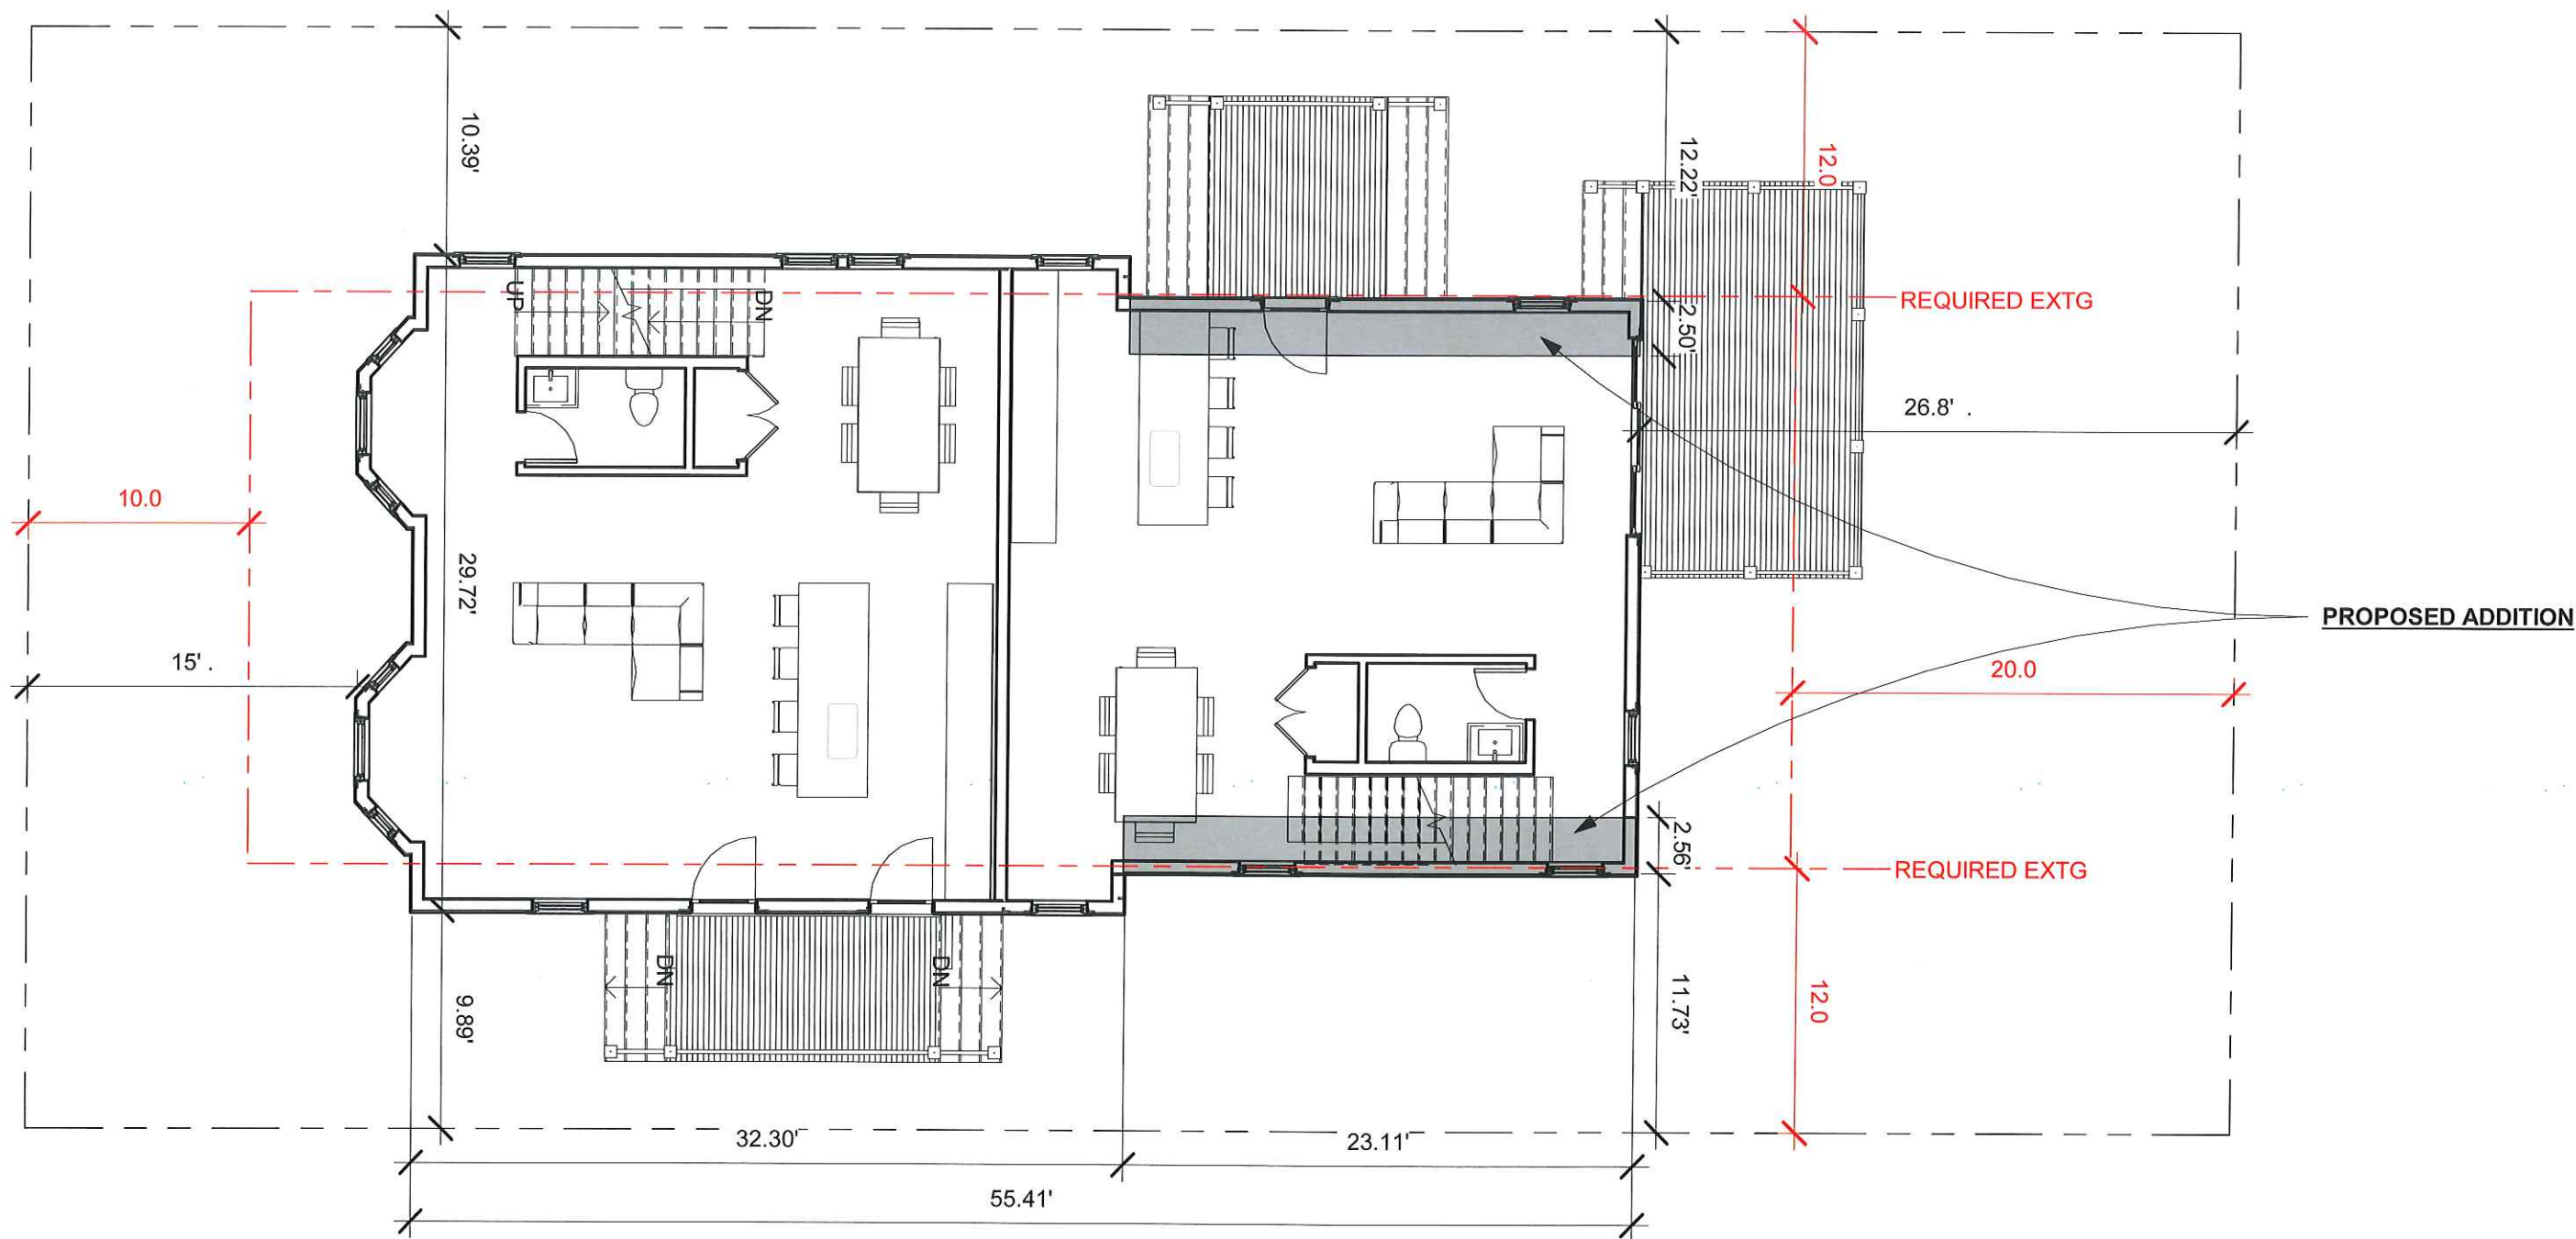 10.39'
12.22'
12.0
UP
DN
REQUIRED EXTG
2.50'
26.8' .
10.0
29.72'
15' .
PROPOSED ADDITION
20.0
2.56'
REQUIRED EXTG
DN
DN
9.89'
11.73'
12.0
32.30'
23.11'
55.41'